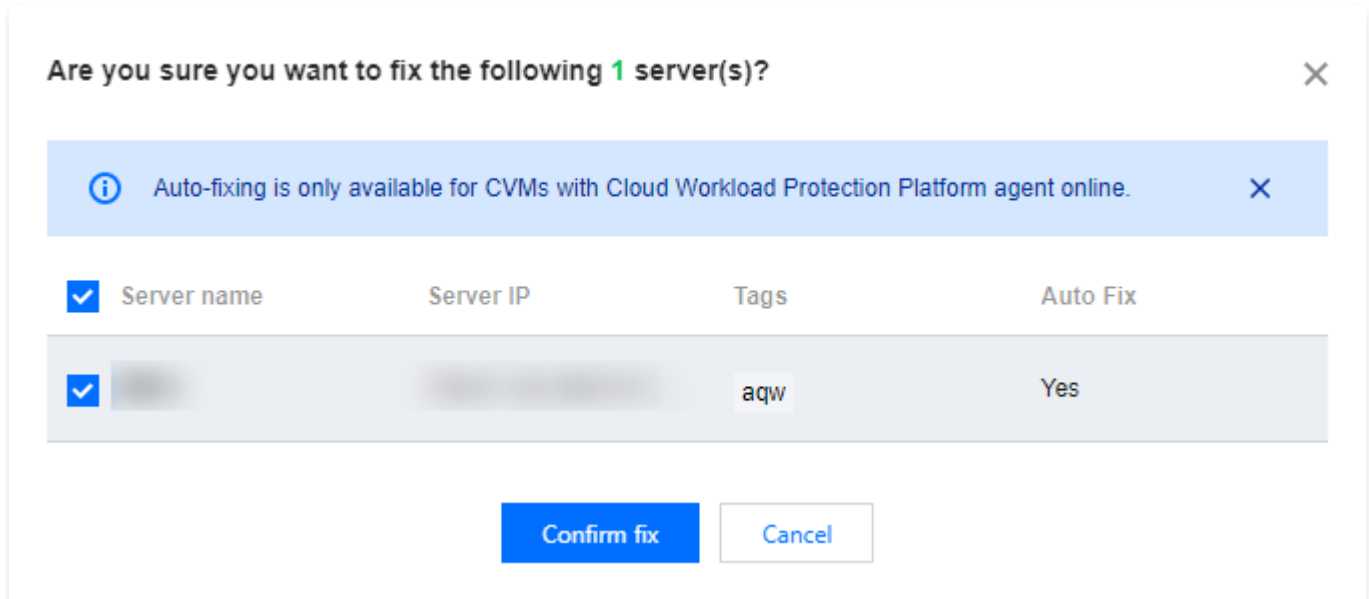 Are you sure you want to fix the following 1 server(s)?
Auto-fixing is only available for CVMs with Cloud Workload Protection Platform agent online.
Server name Server IP Tags Auto Fix
aqw Yes
Confirm fix Cancel